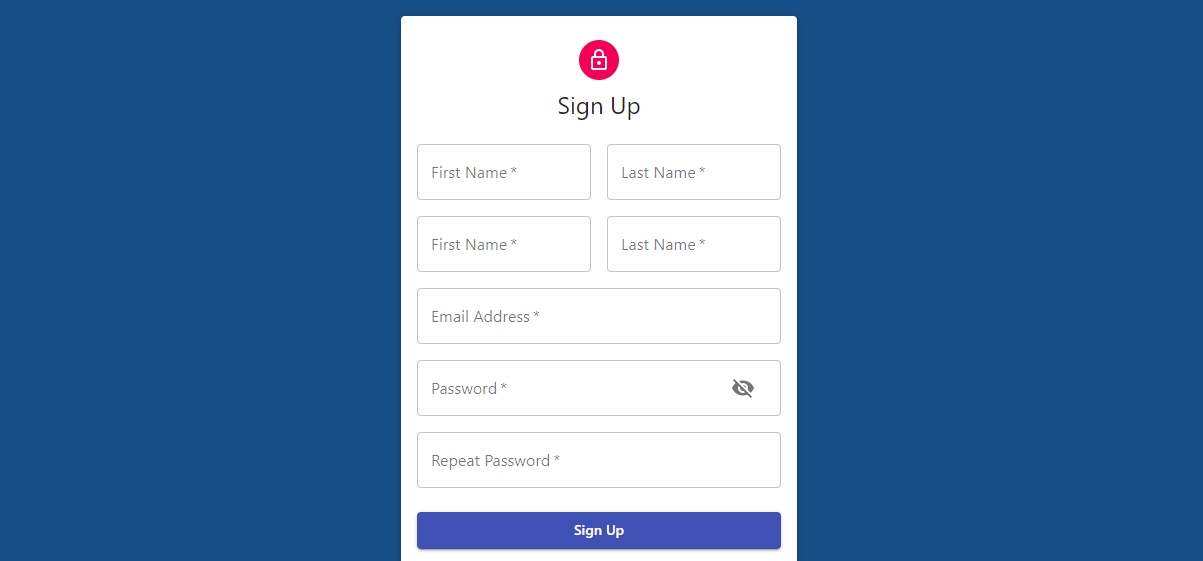 Sign Up
First Name *
Last Name *
First Name *
Last Name *
Email Address *
Password *
Repeat Password *
Sign Up